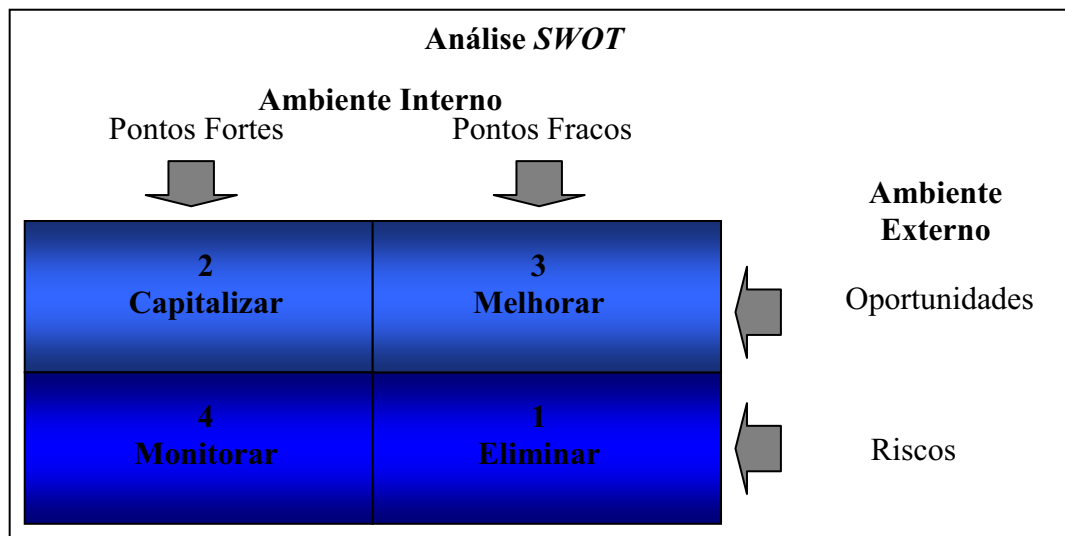 Análise SWOT
Ambiente Interno
Pontos Fortes
Pontos Fracos
Ambiente
Externo
2
Capitalizar
3
Melhorar
Oportunidades
4
Monitorar
1
Eliminar
Riscos